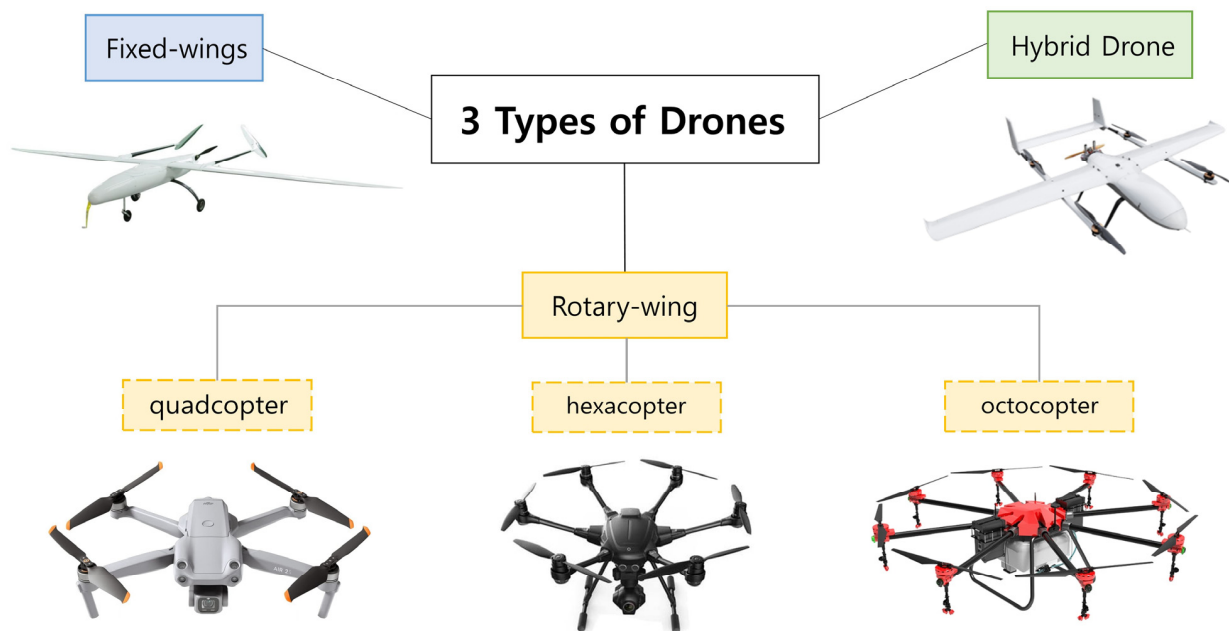 Fixed-wings
Hybrid Drone
3 Types of Drones
Rotary-wing
quadcopter
hexacopter
octocopter